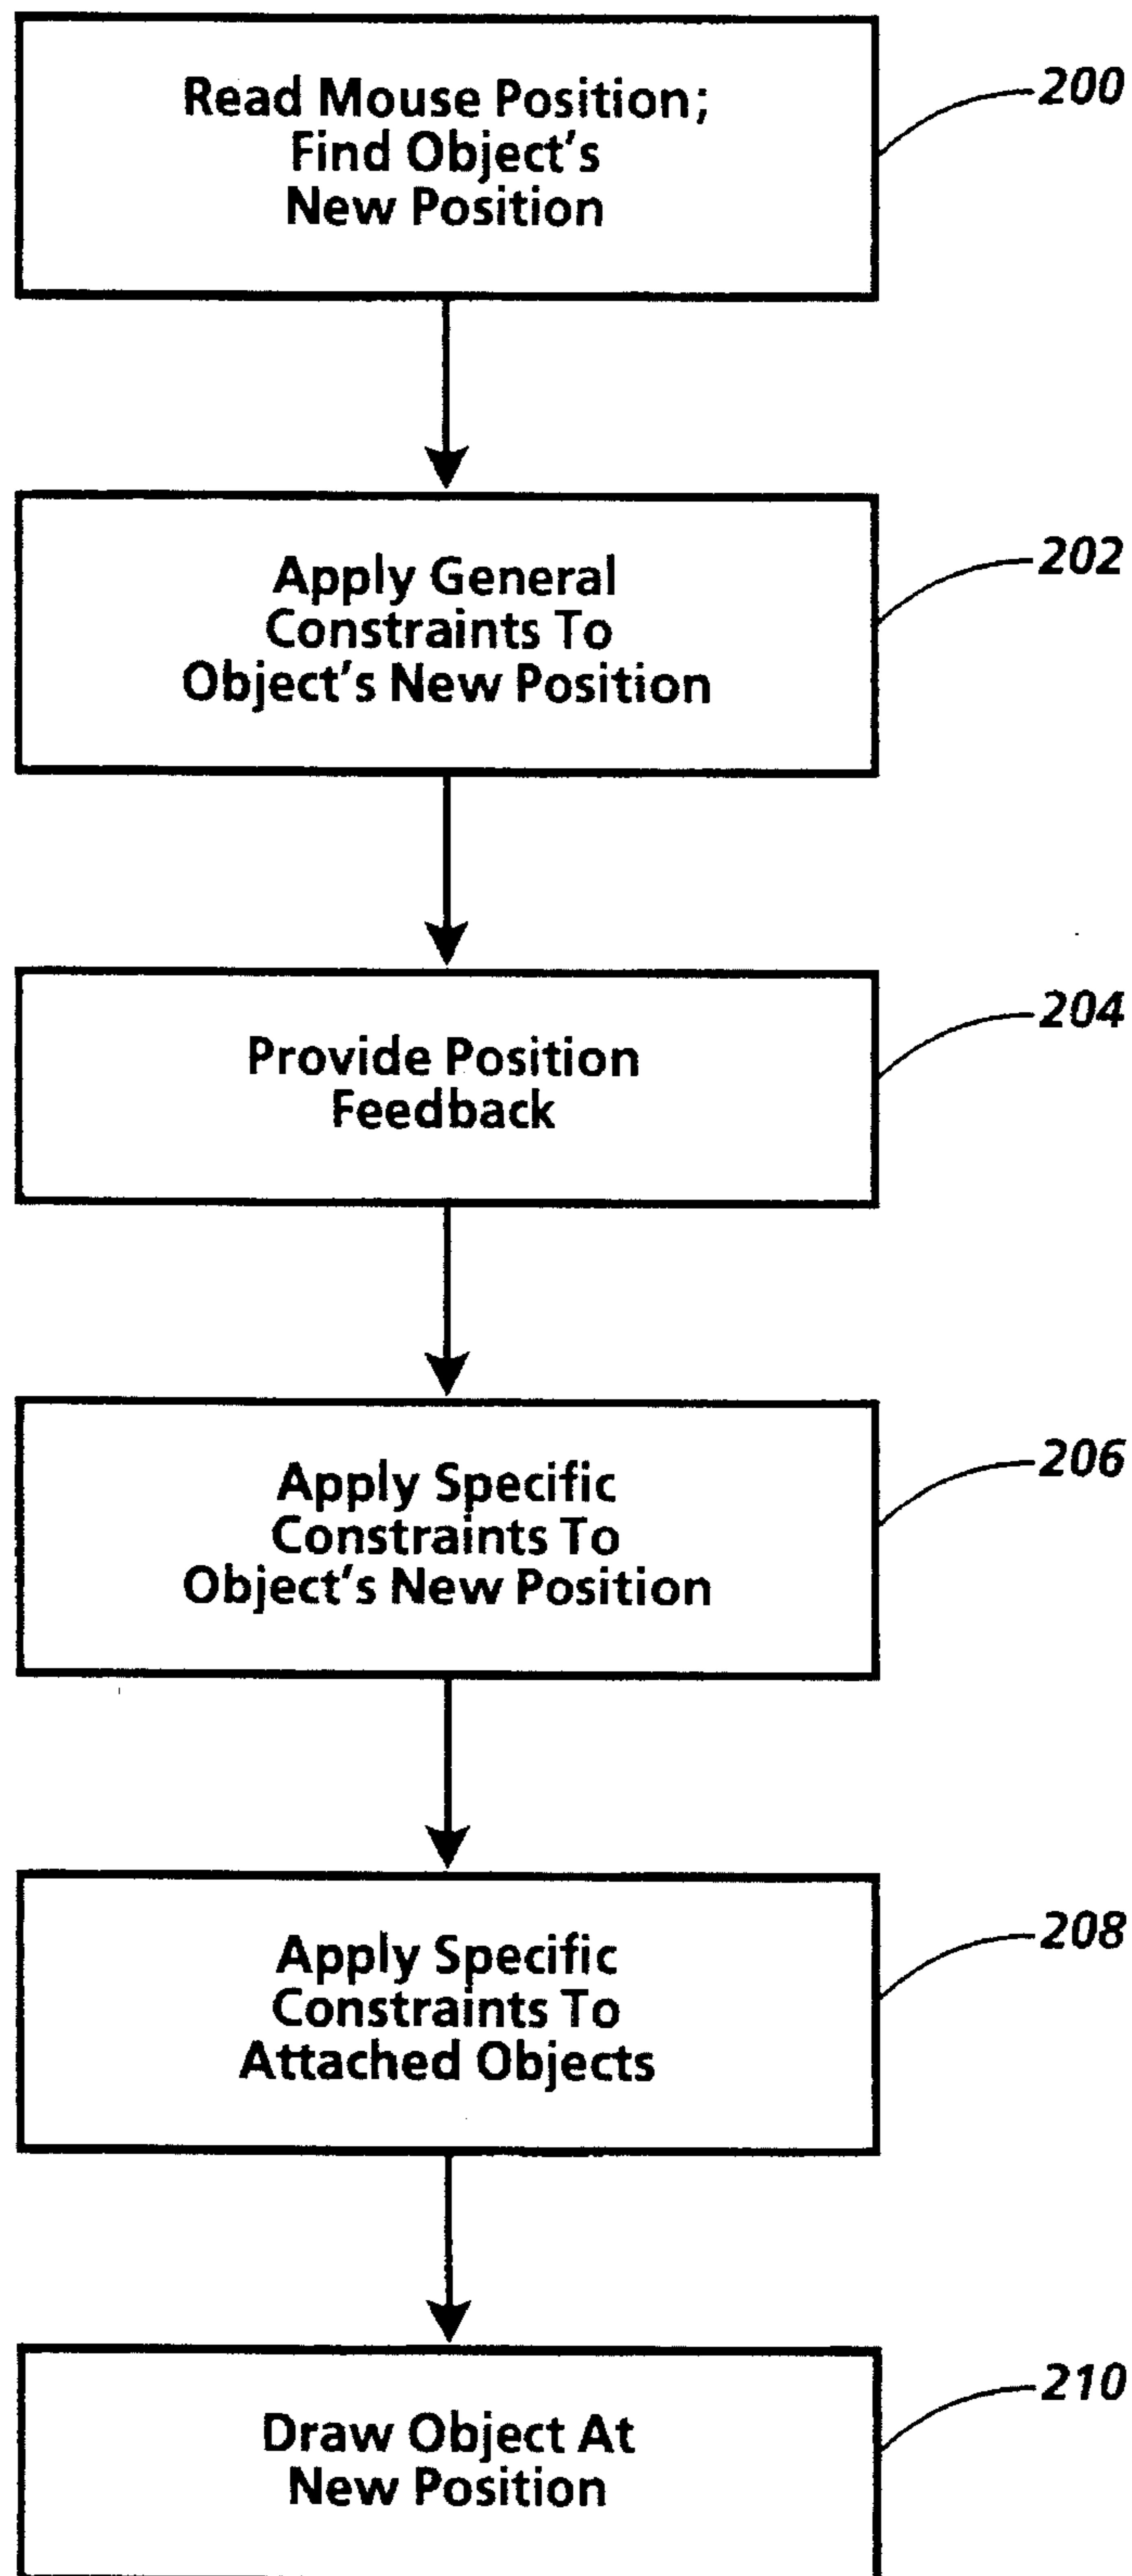 Read Mouse Position;
Find Object's
New Position
200
Apply General
Constraints To
Object's New Position
202
Provide Position
Feedback
204
Apply Specific
Constraints To
Object's New Position
206
Apply Specific
Constraints To
Attached Objects
208
Draw Object At
New Position
210